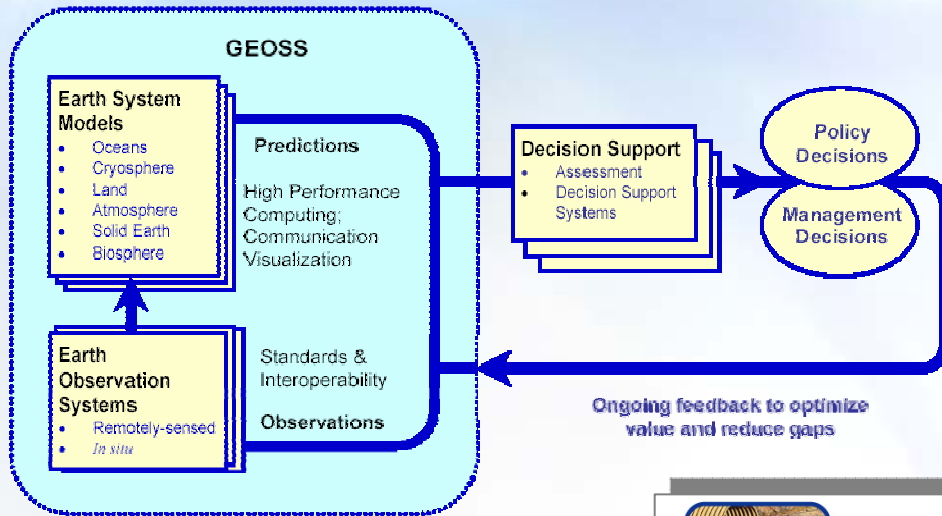 GEOSS
Earth System
Models
• Oceans
• Cryosphere
• Land
• Atmosphere
• Solid Earth
• Biosphere
Predictions
High Performance
Computing;
Communication
Visualization
Earth
Observation
Systems
• Remotely-sensed
• In situ
Standards &
Interoperability
Observations
Decision Support
• Assessment
• Decision Support
Systems
Policy
Decisions
Management
Decisions
Ongoing feedback to optimize
value and reduce gaps